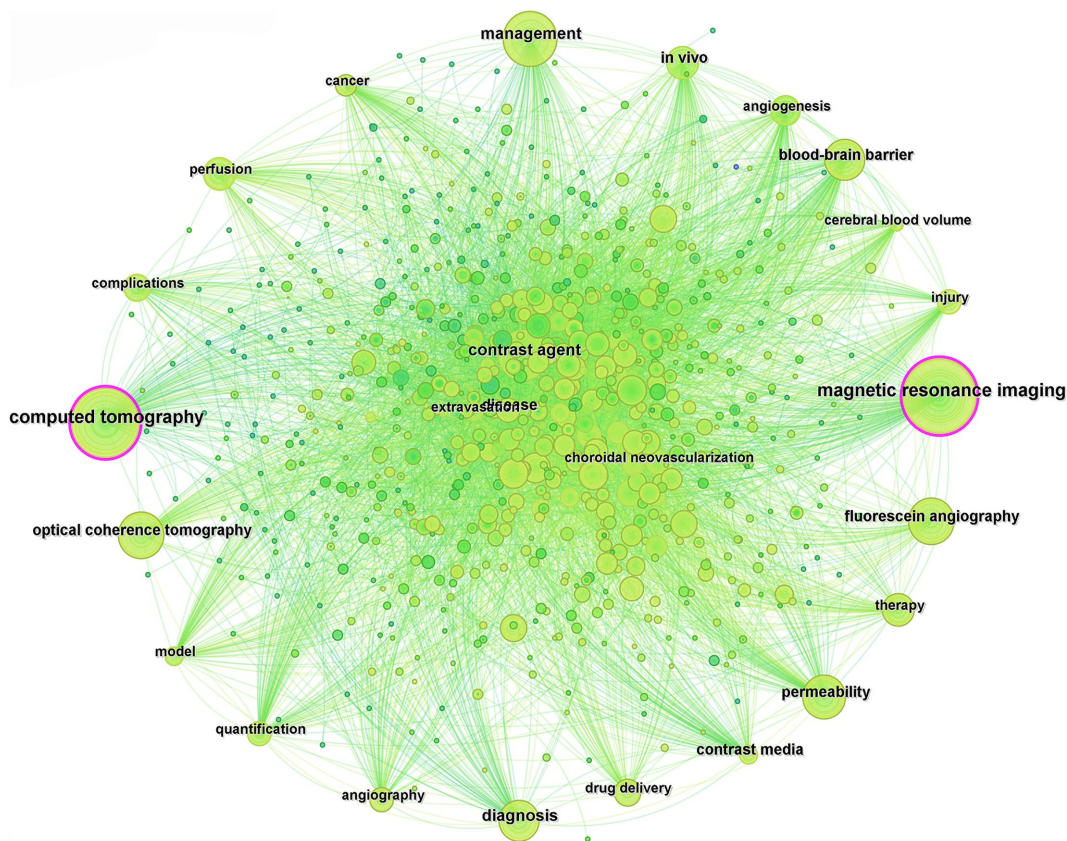 management
in vivo
cancer
angiogenesis
blood-brain barrier
perfusion
cerebral blood volume
complications
injury
contrast agent
magnetic resonance imaging
extravasation
disease
computed tomography
choroidal neovascularization
fluorescein angiography
optical coherence tomography
therapy
model
permeability
quantification
contrast media
drug delivery
angiography
diagnosis